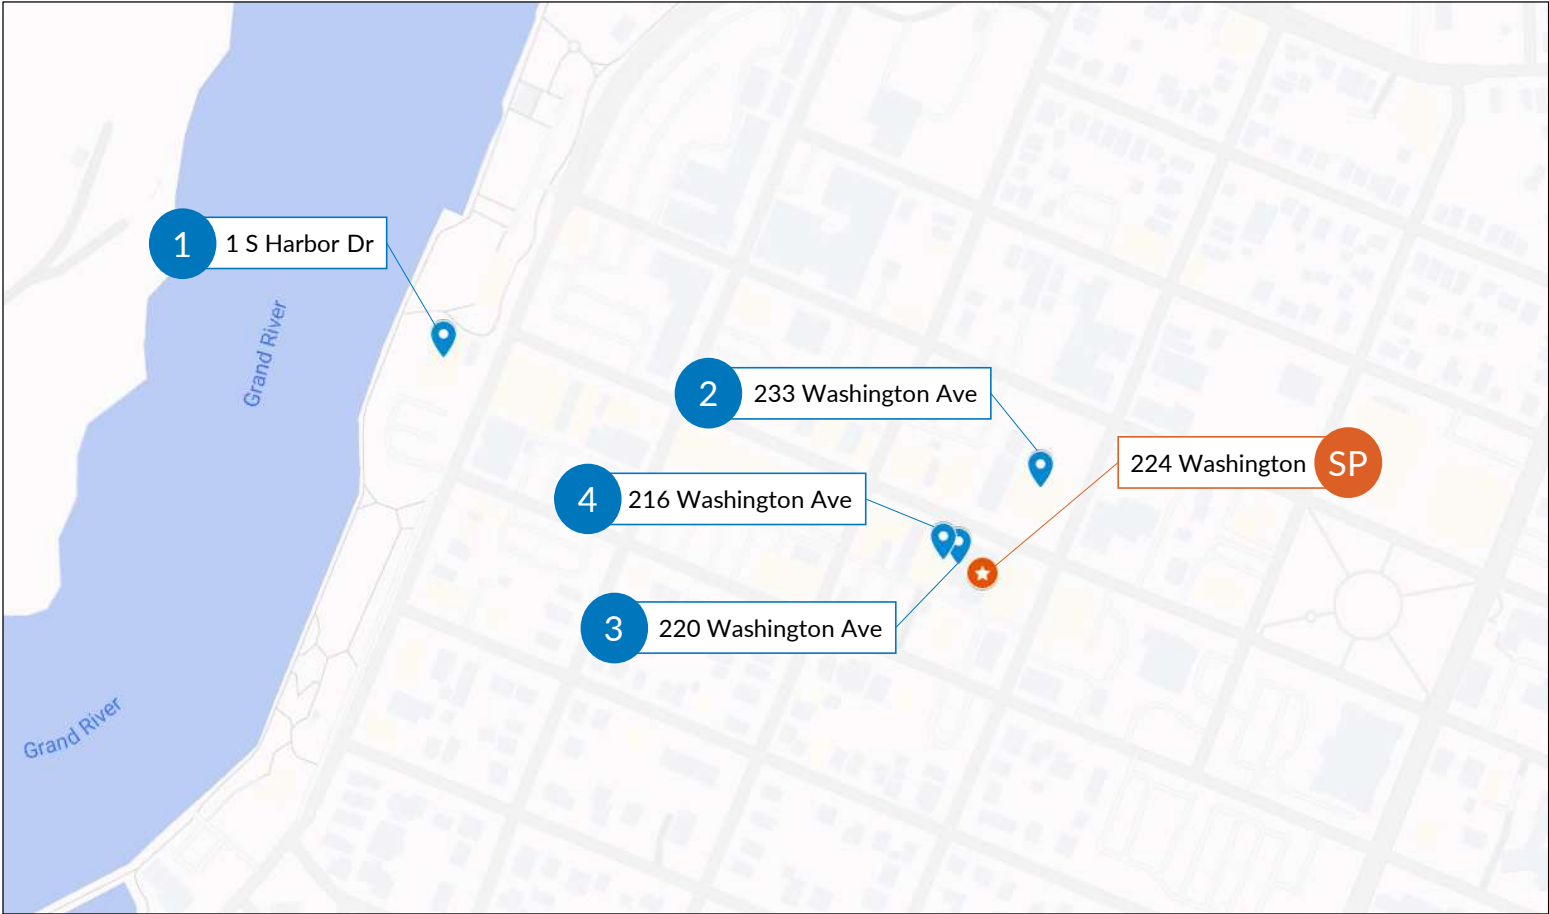 1
1 S Harbor Dr
Grand River
2
233 Washington Ave
224 Washington
SP
4
216 Washington Ave
3
220 Washington Ave
Grand River